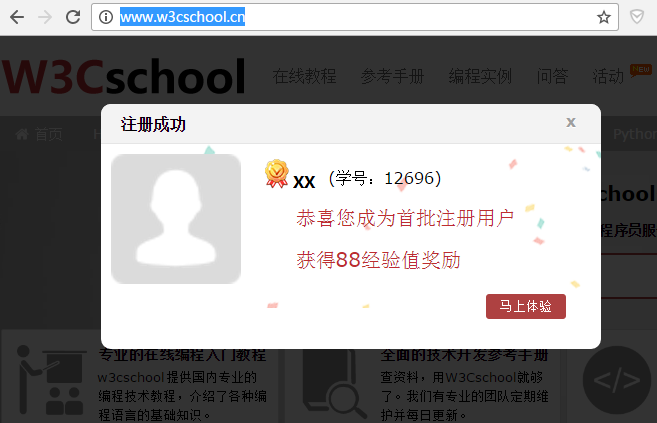 www.w3cschool.cn
W3Cschool
在线教程 参考手册 编程实例 问答 活动 NEW
首页 H
Python
注册成功 x
xx （学号：12696）
恭喜您成为首批注册用户
获得88经验值奖励
马上体验
chool
程序员服
专业的在线编程入门教程
w3cschool提供国内专业的
编程技术教程，介绍了各种编
程语言的基础知识。
全面的技术开发参考手册
查资料，用W3Cschool就够
了。我们有专业的团队定期维
护并每日更新。